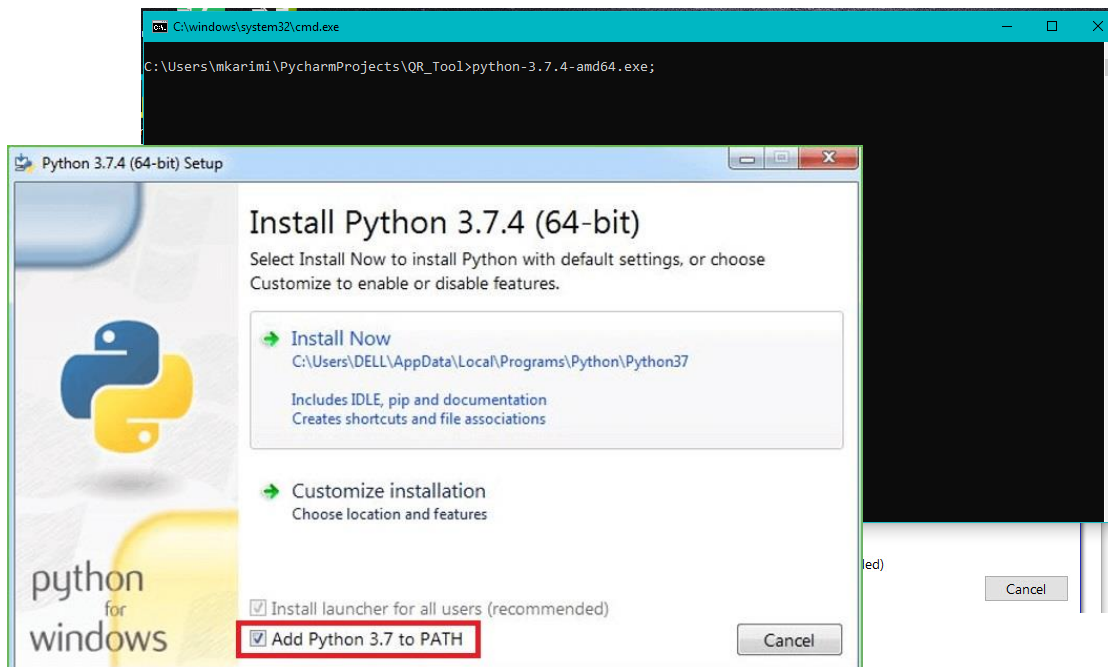 C:\windows\system32\cmd.exe
C:\Users\mkarimi\PycharmProjects\QR_Tool>python-3.7.4-amd64.exe;
Python 3.7.4 (64-bit) Setup
Install Python 3.7.4 (64-bit)
Select Install Now to install Python with default settings, or choose
Customize to enable or disable features.
Install Now
C:\Users\DELL\AppData\Local\Programs\Python\Python37
Includes IDLE, pip and documentation
Creates shortcuts and file associations
Customize installation
Choose location and features
python
for
windows
Install launcher for all users (recommended)
Add Python 3.7 to PATH
Cancel
Cancel